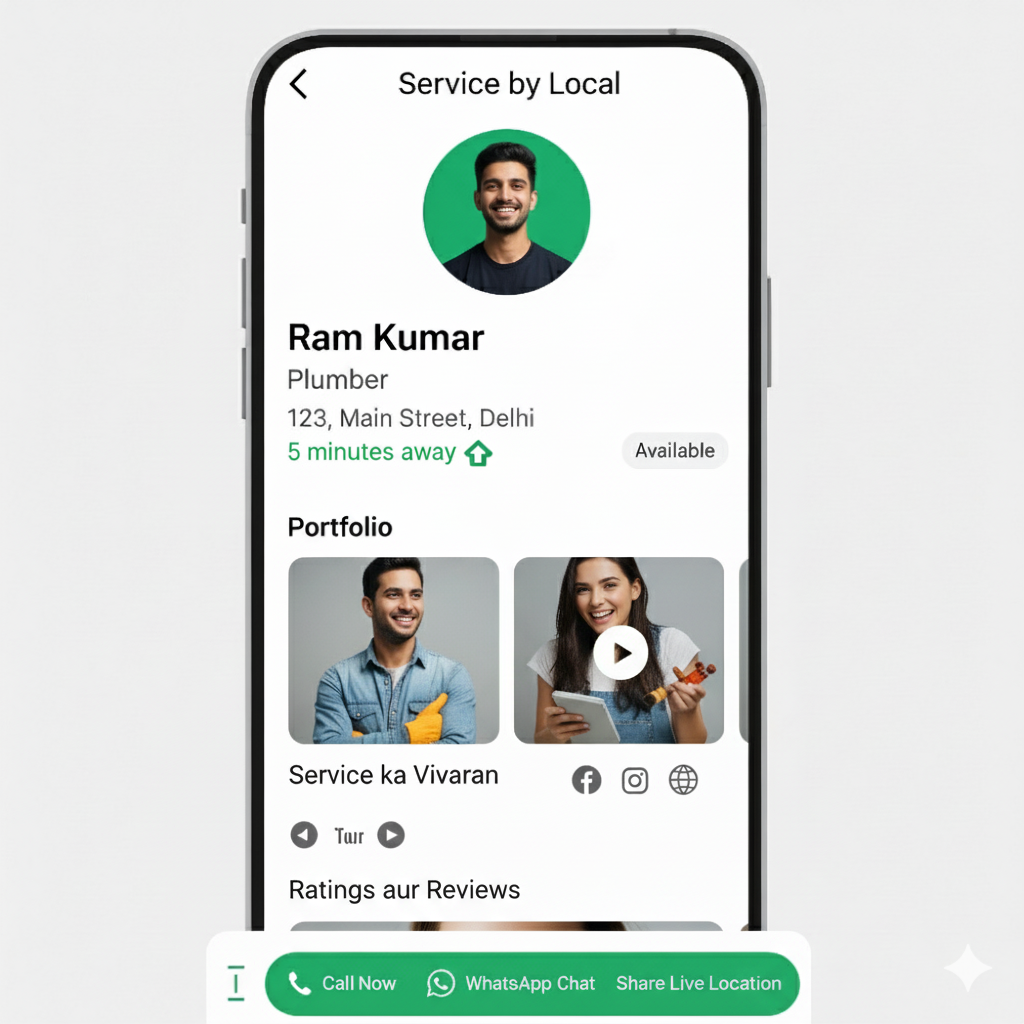 Service by Local
Ram Kumar
Plumber
123, Main Street, Delhi
5 minutes away
Available
Portfolio
Service ka Vivaran
Ratings aur Reviews
Call Now
WhatsApp Chat
Share Live Location